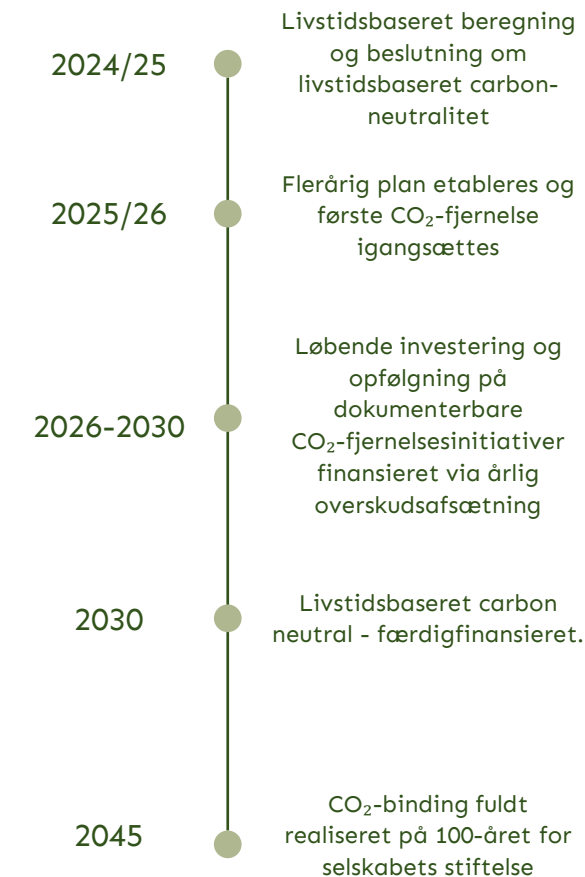 2024/25
Livstidsbaseret beregning
og beslutning om
livstidsbaseret carbon-
neutralitet
2025/26
Flerårig plan etableres og
første CO₂-fjernelse
igangsættes
2026-2030
Løbende investering og
opfølgning på
dokumenterbare
CO₂-fjernelsesinitiativer
finansieret via årlig
overskudsafsætning
2030
Livstidsbaseret carbon
neutral - færdigfinansieret.
2045
CO₂-binding fuldt
realiseret på 100-året for
selskabets stiftelse